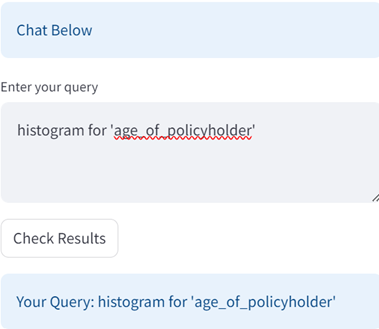 Chat Below
Enter your query
histogram for 'age_of_policyholder'
Check Results
Your Query: histogram for 'age_of_policyholder'